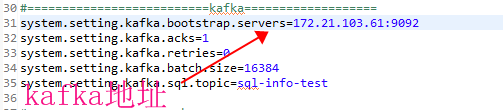 30 #========================kafka===================
31 system.setting.kafka.bootstrap.servers=172.21.103.61:9092
32 system.setting.kafka.acks=1
33 system.setting.kafka.retries=0
34 system.setting.kafka.batch.size=16384
35 system.setting.kafka.sql.topic=sql-info-test
36
kafka地址